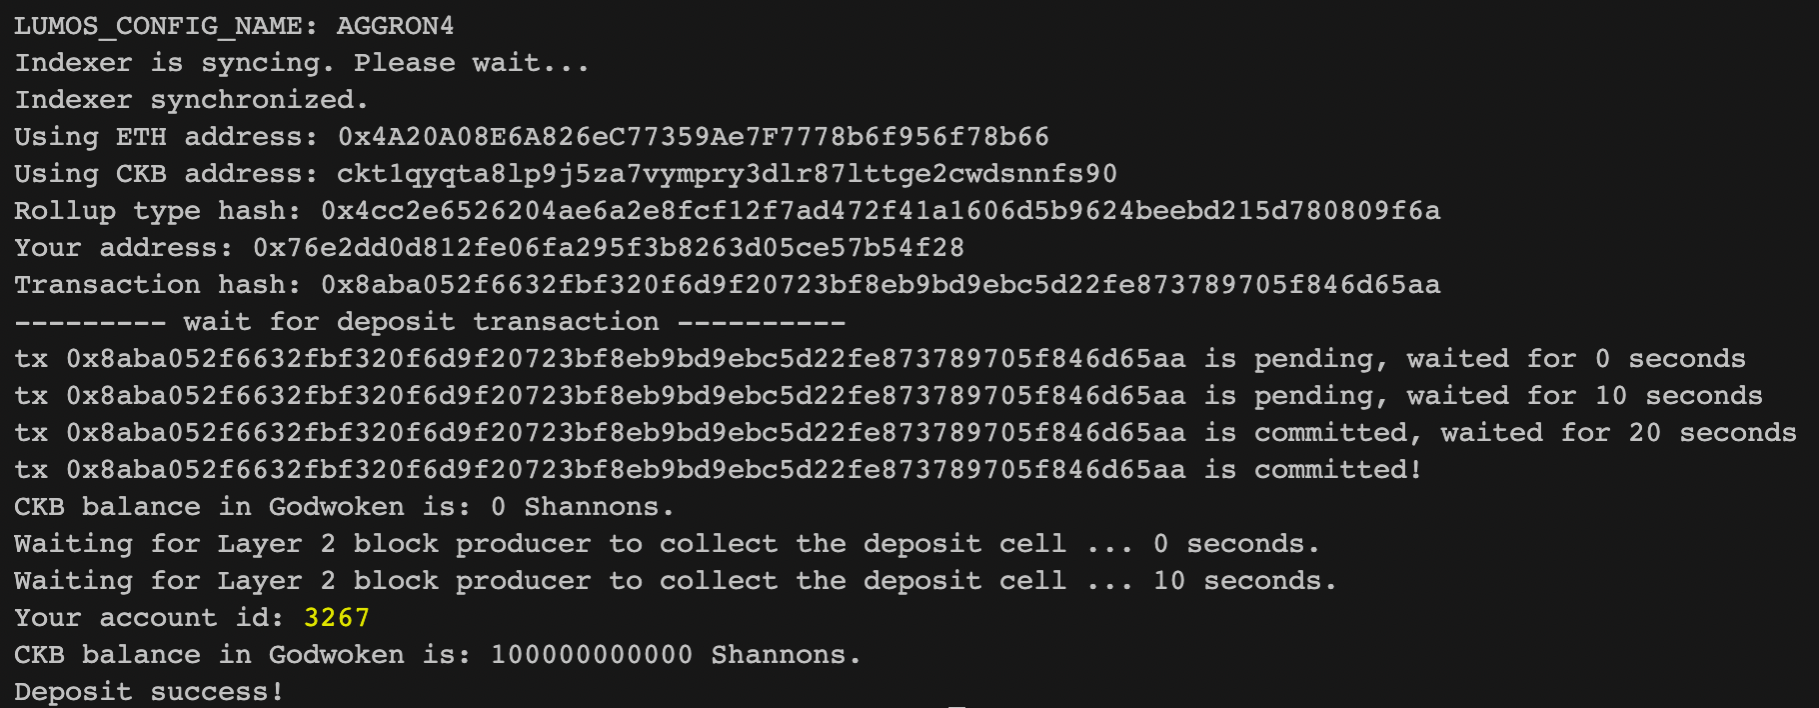 LUMOS_CONFIG_NAME: AGGRON4
Indexer is syncing. Please wait...
Indexer synchronized.
Using ETH address: 0x4A20A08E6A826eC77359Ae7F7778b6f956f78b66
Using CKB address: ckt1qyqta8lp9j5za7vympry3dlr87lttge2cwdsnnfs90
Rollup type hash: 0x4cc2e6526204ae6a2e8fcf12f7ad472f41a1606d5b9624beebd215d780809f6a
Your address: 0x76e2dd0d812fe06fa295f3b8263d05ce57b54f28
Transaction hash: 0x8aba052f6632fbf320f6d9f20723bf8eb9bd9ebc5d22fe873789705f846d65aa
--------- wait for deposit transaction ----------
tx 0x8aba052f6632fbf320f6d9f20723bf8eb9bd9ebc5d22fe873789705f846d65aa is pending, waited for 0 seconds
tx 0x8aba052f6632fbf320f6d9f20723bf8eb9bd9ebc5d22fe873789705f846d65aa is pending, waited for 10 seconds
tx 0x8aba052f6632fbf320f6d9f20723bf8eb9bd9ebc5d22fe873789705f846d65aa is committed, waited for 20 seconds
tx 0x8aba052f6632fbf320f6d9f20723bf8eb9bd9ebc5d22fe873789705f846d65aa is committed!
CKB balance in Godwoken is: 0 Shannons.
Waiting for Layer 2 block producer to collect the deposit cell ... 0 seconds.
Waiting for Layer 2 block producer to collect the deposit cell ... 10 seconds.
Your account id: 3267
CKB balance in Godwoken is: 100000000000 Shannons.
Deposit success!